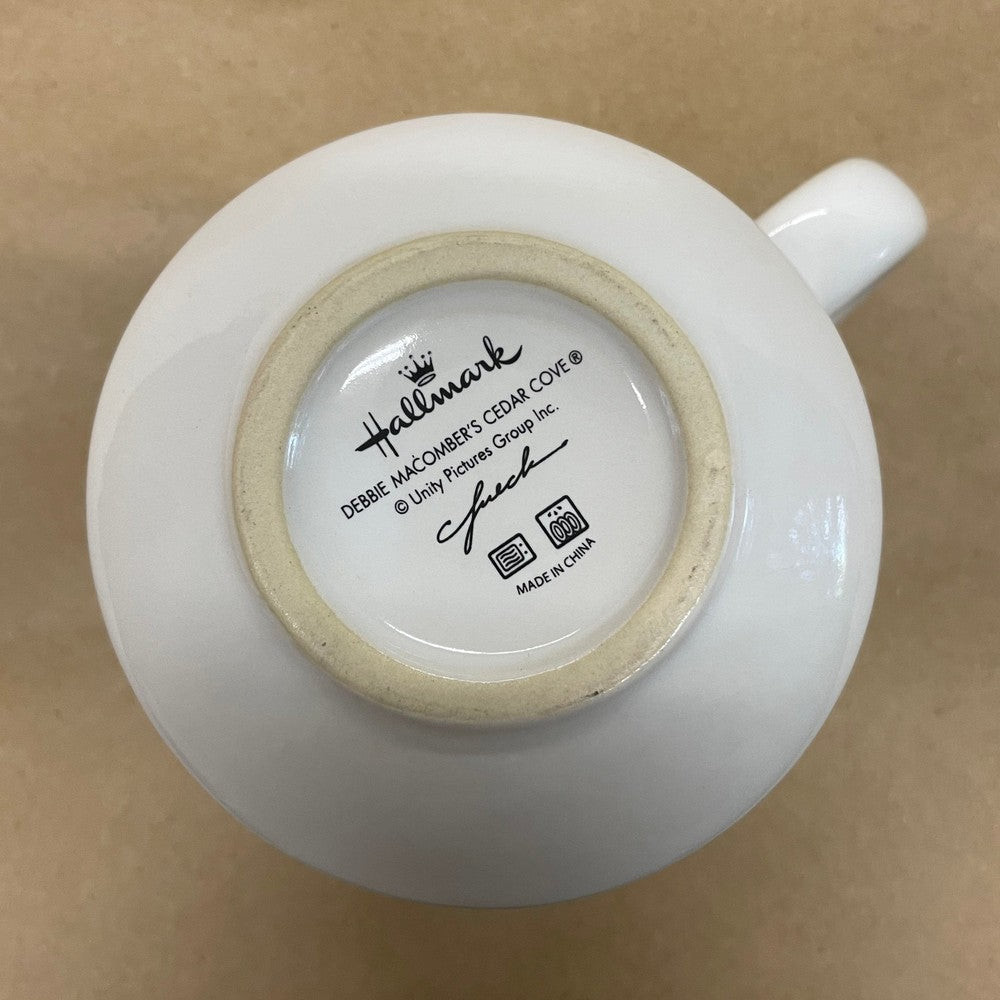 Hallmark
DEBBIE MACOMBER'S CEDAR COVE®
© Unity Pictures Group Inc.
MADE IN CHINA